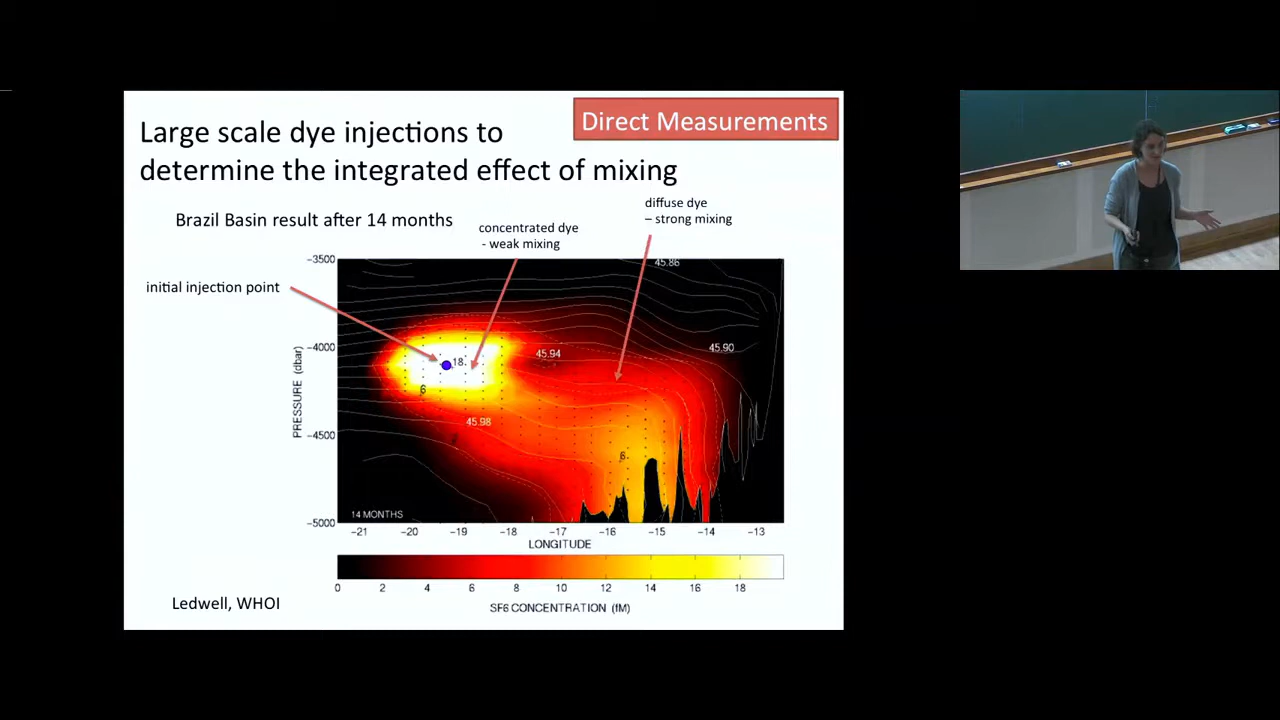 Large scale dye injections to
determine the integrated effect of mixing
Direct Measurements
Brazil Basin result after 14 months
concentrated dye
- weak mixing
diffuse dye
– strong mixing
initial injection point
PRESSURE (dbar)
−3500
−4000
−4500
−5000
45.86
45.90
45.94
45.98
18
6
6
14 MONTHS
−21 −20 −19 −18 −17 −16 −15 −14 −13
LONGITUDE
0 2 4 6 8 10 12 14 16 18
SF6 CONCENTRATION (fM)
Ledwell, WHOI